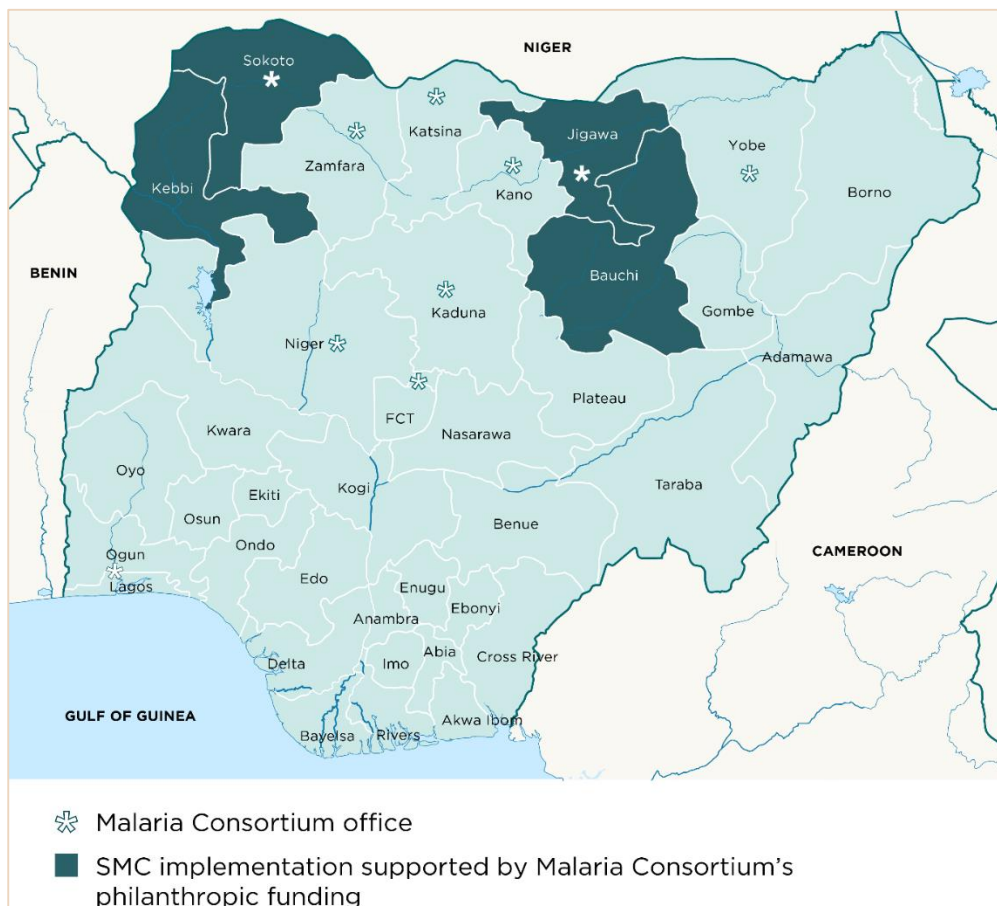 NIGER
Sokoto
Katsina
Jigawa
Yobe
Zamfara
Kebbi
Kano
Borno
BENIN
Bauchi
Kaduna
Gombe
Niger
Adamawa
Plateau
FCT
Kwara
Nasarawa
Oyo
Ekiti
Kogi
Taraba
Osun
Benue
Ondo
Ogun
CAMEROON
Edo
Lagos
Enugu
Ebonyi
Anambra
Abia
Delta
Imo
Cross River
GULF OF GUINEA
Akwa Ibom
Bayelsa
Rivers
Malaria Consortium office
SMC implementation supported by Malaria Consortium's
philanthropic funding